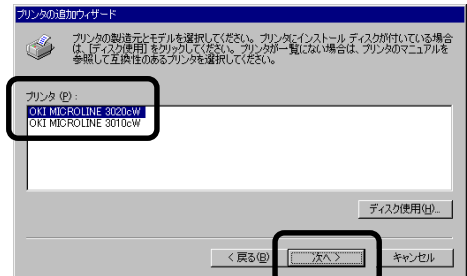 プリンタの追加ウィザード
プリンタの製造元とモデルを選択してください。プリンタにインストール ディスクが付いている場合
は、[ディスク使用] をクリックしてください。プリンタが一覧にない場合は、プリンタのマニュアルを
参照して互換性のあるプリンタを選択してください。
プリンタ (P) :
OKI MICROLINE 3020cW
OKI MICROLINE 3010cW
ディスク使用(H)...
< 戻る(B)
次へ >
キャンセル